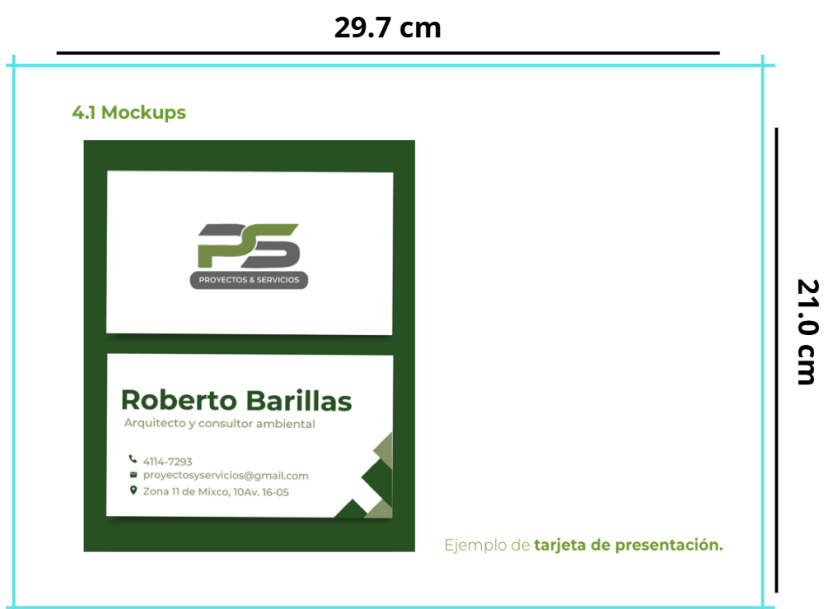 29.7 cm
4.1 Mockups
PS
PROYECTOS & SERVICIOS
21.0 cm
Roberto Barillas
Arquitecto y consultor ambiental
4114-7293
proyectosyservicios@gmail.com
Zona 11 de Mixco, 10Av. 16-05
Ejemplo de tarjeta de presentación.